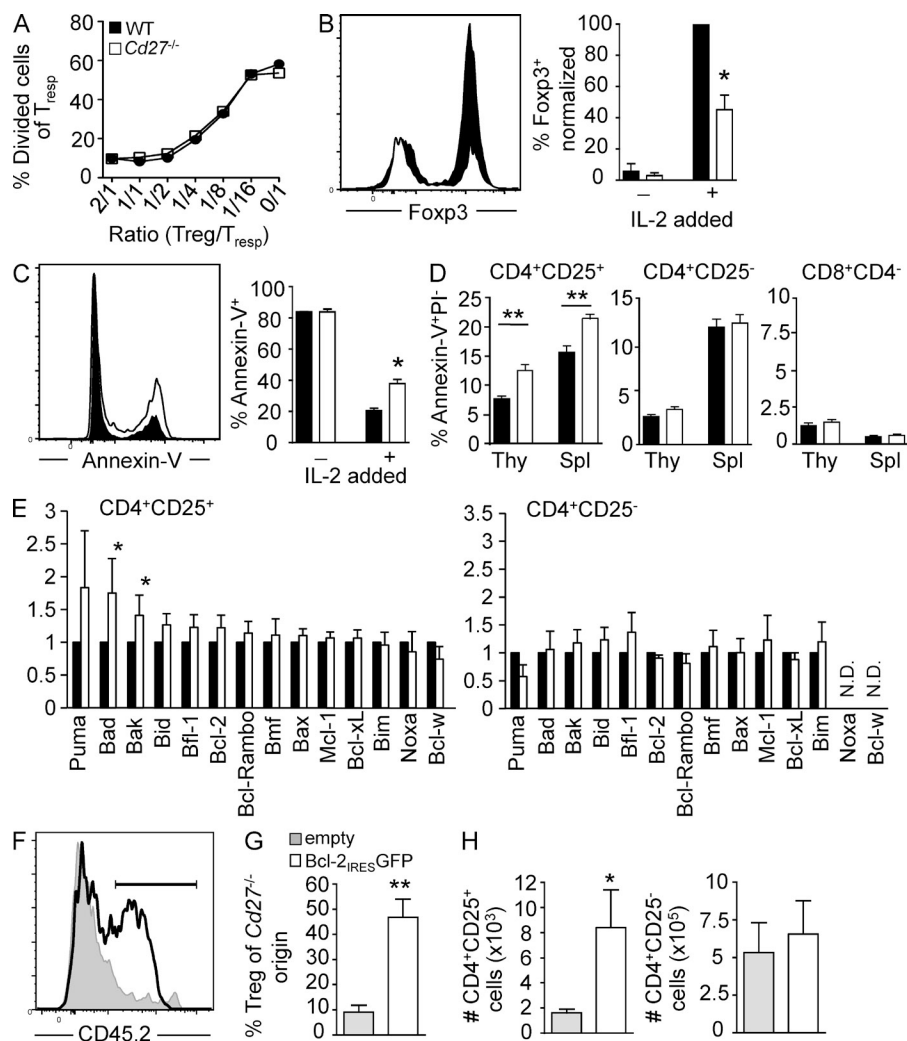 A
% Divided cells of Tresp
80
60
40
20
0
WT
Cd27-/-
2/1
1/1
1/2
1/4
1/8
1/16
0/1
Ratio (Treg/Tresp)
B
0
Foxp3
% Foxp3+ normalized
100
80
60
40
20
0
*
–
+
IL-2 added
C
0
Annexin-V
% Annexin-V+
100
80
60
40
20
0
*
–
+
IL-2 added
D
% Annexin-V+PI-
CD4+CD25+
25
20
15
10
5
0
**
**
Thy
Spl
CD4+CD25-
15
10
5
0
Thy
Spl
CD8+CD4-
10
7.5
5
2.5
0
Thy
Spl
E
CD4+CD25+
3
2.5
2
1.5
1
0.5
0
*
*
Puma
Bad
Bak
Bid
Bfl-1
Bcl-2
Bcl-Rambo
Bmf
Bax
Mcl-1
Bcl-xL
Bim
Noxa
Bcl-w
CD4+CD25-
3
2.5
2
1.5
1
0.5
0
N.D.
N.D.
Puma
Bad
Bak
Bid
Bfl-1
Bcl-2
Bcl-Rambo
Bmf
Bax
Mcl-1
Bcl-xL
Bim
Noxa
Bcl-w
F
0
CD45.2
G
empty
Bcl-2IRESGFP
% Treg of Cd27-/- origin
60
50
40
30
20
10
0
**
H
# CD4+CD25+ cells (x10³)
12
10
8
6
4
2
0
*
# CD4+CD25- cells (x10⁵)
10
7.5
5
2.5
0